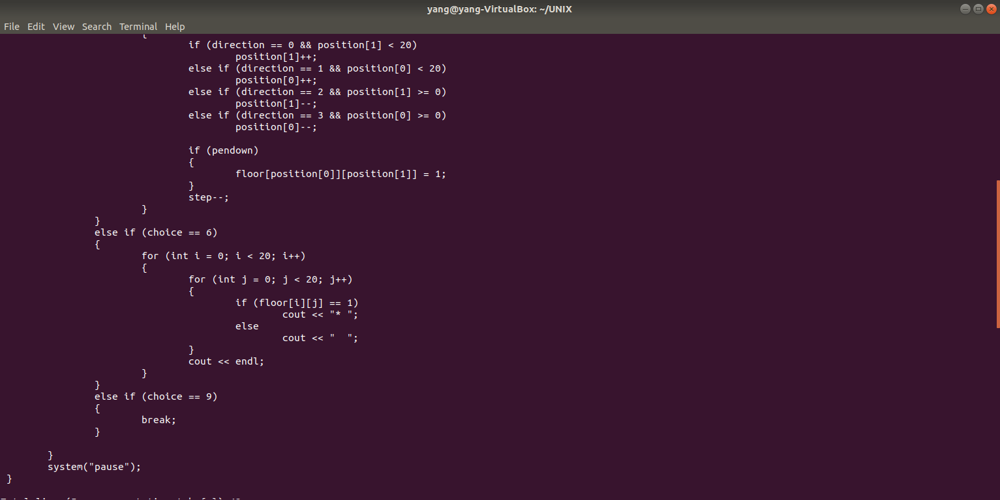 yang@yang-VirtualBox: ~/UNIX
File Edit View Search Terminal Help
{
if (direction == 0 && position[1] < 20)
position[1]++;
else if (direction == 1 && position[0] < 20)
position[0]++;
else if (direction == 2 && position[1] >= 0)
position[1]--;
else if (direction == 3 && position[0] >= 0)
position[0]--;
if (pendown)
{
floor[position[0]][position[1]] = 1;
}
step--;
}
}
else if (choice == 6)
{
for (int i = 0; i < 20; i++)
{
for (int j = 0; j < 20; j++)
{
if (floor[i][j] == 1)
cout << "* ";
else
cout << "  ";
}
cout << endl;
}
}
else if (choice == 9)
{
break;
}
}
system("pause");
}